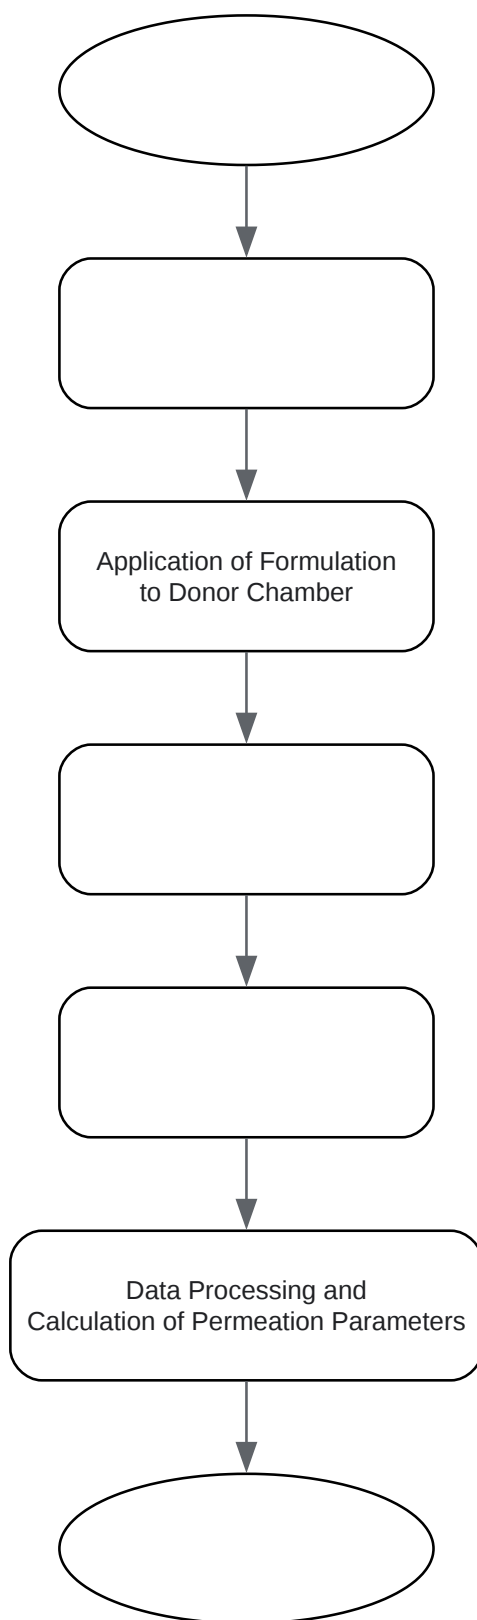 Application of Formulation
to Donor Chamber
Data Processing and
Calculation of Permeation Parameters